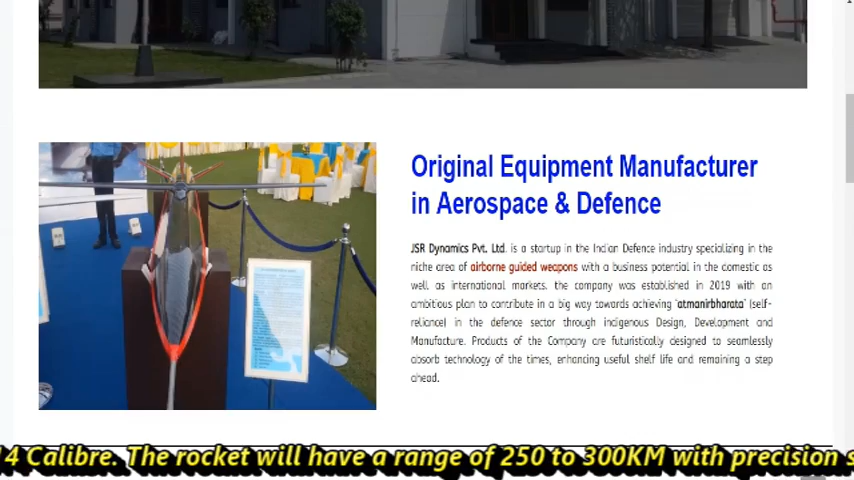 Original Equipment Manufacturer
in Aerospace & Defence
JSR Dynamics Pvt. Ltd. is a startup in the Indian Defence industry specializing in the
niche area of airborne guided weapons with a business potential in the domestic as
well as international markets. the company was established in 2019 with an
ambitious plan to contribute in a big way towards achieving 'atmanirbharata' (self-
reliance) in the defence sector through indigenous Design, Development and
Manufacture. Products of the Company are futuristically designed to seamlessly
absorb technology of the times, enhancing useful shelf life and remaining a step
ahead.
4 Calibre. The rocket will have a range of 250 to 300KM with precision s